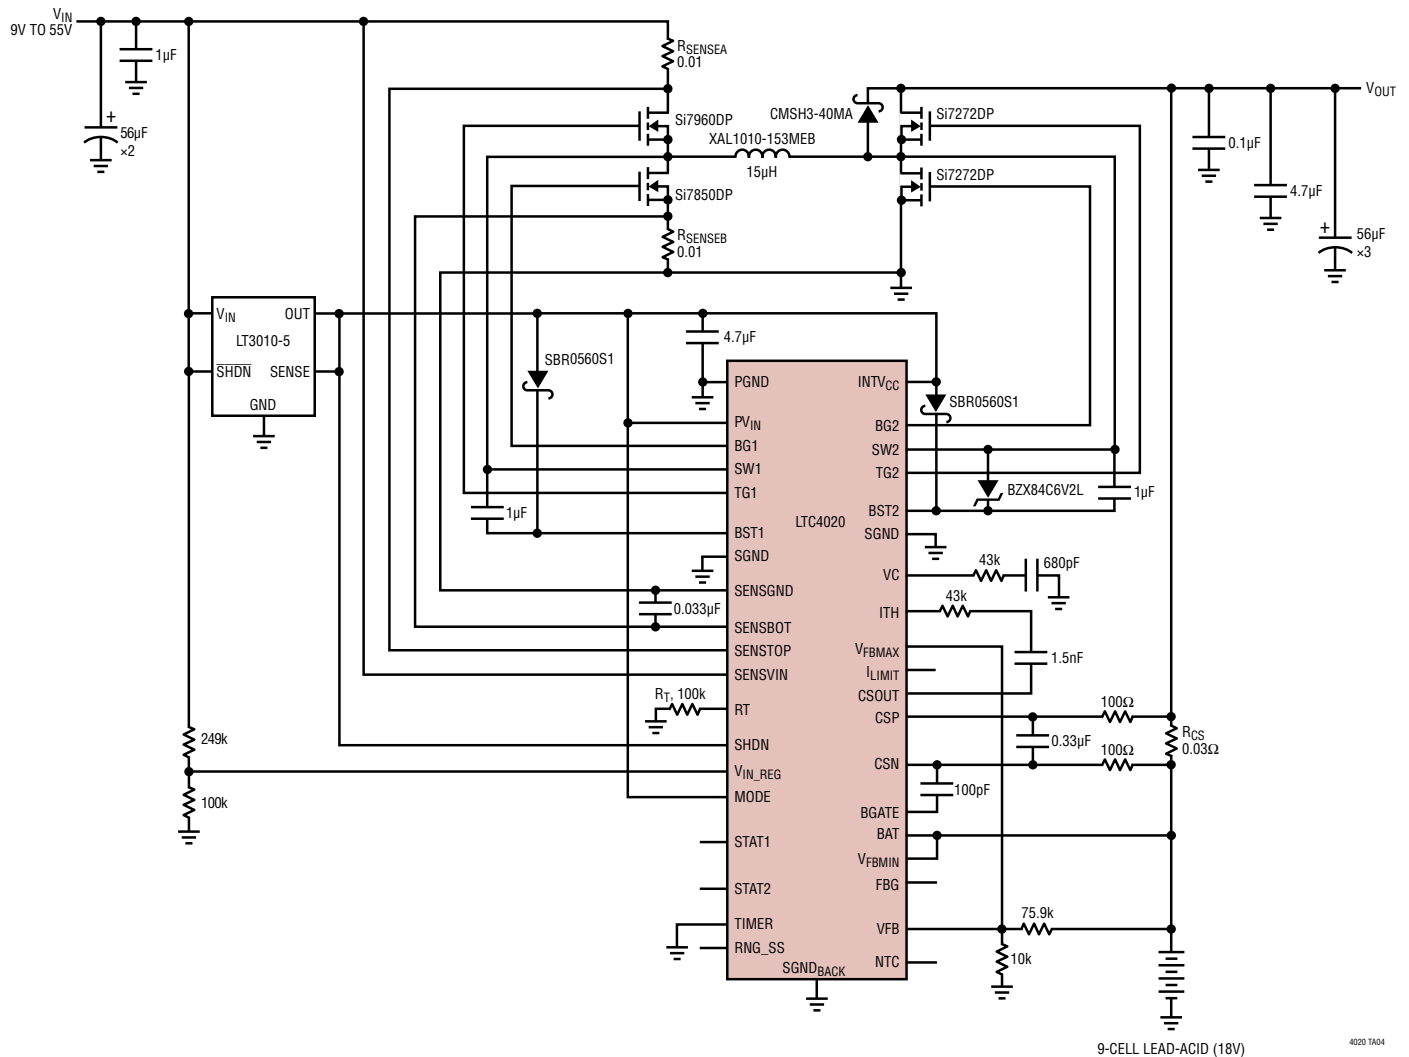 VIN
9V TO 55V
1µF
+
56µF
×2
RSENSEA
0.01
Si7960DP
XAL1010-153MEB
15µH
CMSH3-40MA
Si7272DP
VOUT
0.1µF
4.7µF
+
56µF
×3
Si7850DP
Si7272DP
RSENSEB
0.01
VIN
OUT
LT3010-5
SHDN
SENSE
GND
SBR0560S1
4.7µF
PGND
PVIN
BG1
SW1
TG1
1µF
BST1
SGND
SENSGND
0.033µF
SENSBOT
SENSTOP
SENSVIN
RT, 100k
RT
SHDN
249k
VIN_REG
100k
MODE
STAT1
STAT2
TIMER
RNG_SS
SGNDBACK
LTC4020
INTVCC
SBR0560S1
BG2
SW2
TG2
BZX84C6V2L
1µF
BST2
SGND
VC
43k
680pF
ITH
43k
VFBMAX
1.5nF
ILIMIT
CSOUT
CSP
100Ω
0.33µF
RCS
0.03Ω
CSN
100Ω
100pF
BGATE
BAT
VFBMIN
FBG
VFB
75.9k
10k
NTC
9-CELL LEAD-ACID (18V)
4020 TA04